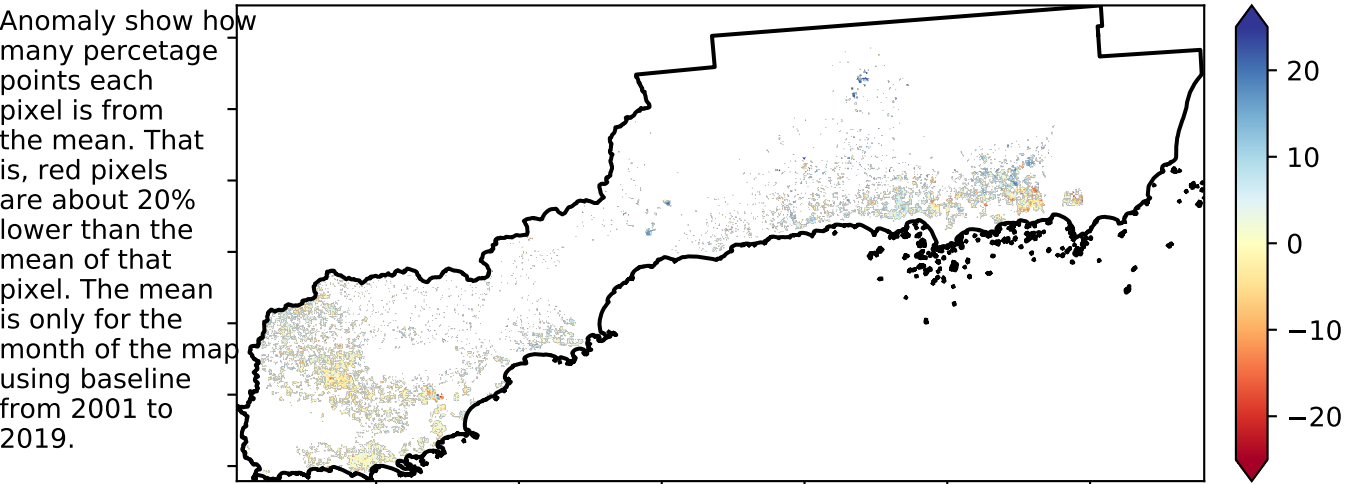 Anomaly show how
many percetage
points each
pixel is from
the mean. That
is, red pixels
are about 20%
lower than the
mean of that
pixel. The mean
is only for the
month of the map
using baseline
from 2001 to
2019.
20
10
0
−10
−20